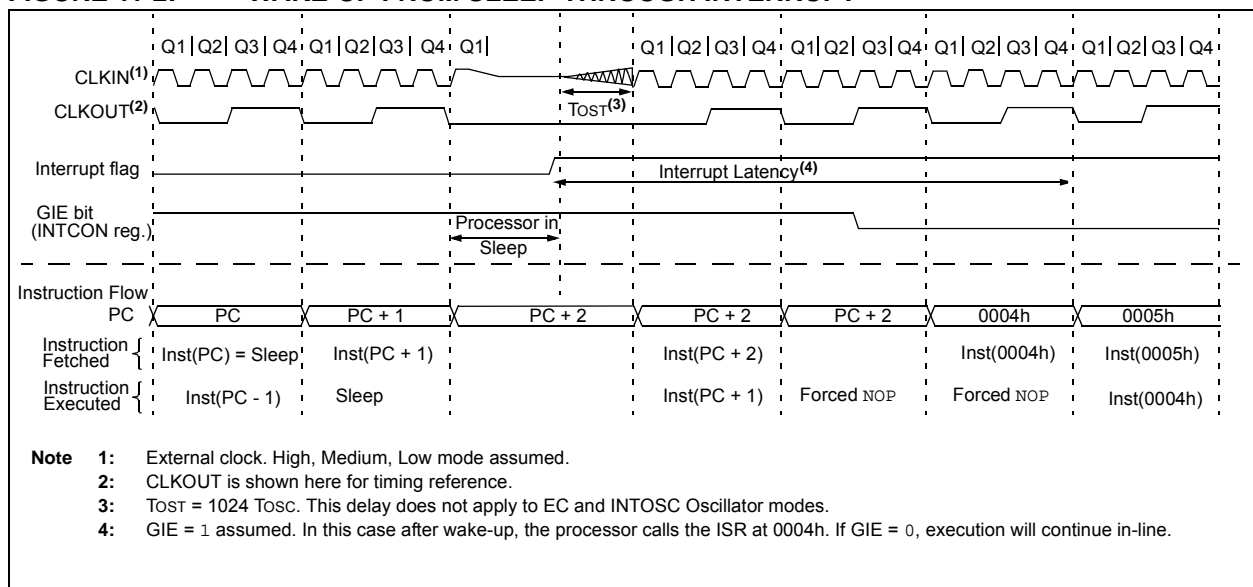 Q1 Q2 Q3 Q4 Q1 Q2 Q3 Q4 Q1 Q1 Q2 Q3 Q4 Q1 Q2 Q3 Q4 Q1 Q2 Q3 Q4 Q1 Q2 Q3 Q4
CLKIN(1)
CLKOUT(2)
TOST(3)
Interrupt flag
Interrupt Latency(4)
GIE bit
(INTCON reg.)
Processor in
Sleep
Instruction Flow
PC PC PC + 1 PC + 2 PC + 2 PC + 2 0004h 0005h
Instruction
Fetched
Inst(PC) = Sleep Inst(PC + 1) Inst(PC + 2) Inst(0004h) Inst(0005h)
Instruction
Executed
Inst(PC - 1) Sleep Inst(PC + 1) Forced NOP Forced NOP Inst(0004h)
Note 1: External clock. High, Medium, Low mode assumed.
2: CLKOUT is shown here for timing reference.
3: TOST = 1024 TOSC. This delay does not apply to EC and INTOSC Oscillator modes.
4: GIE = 1 assumed. In this case after wake-up, the processor calls the ISR at 0004h. If GIE = 0, execution will continue in-line.